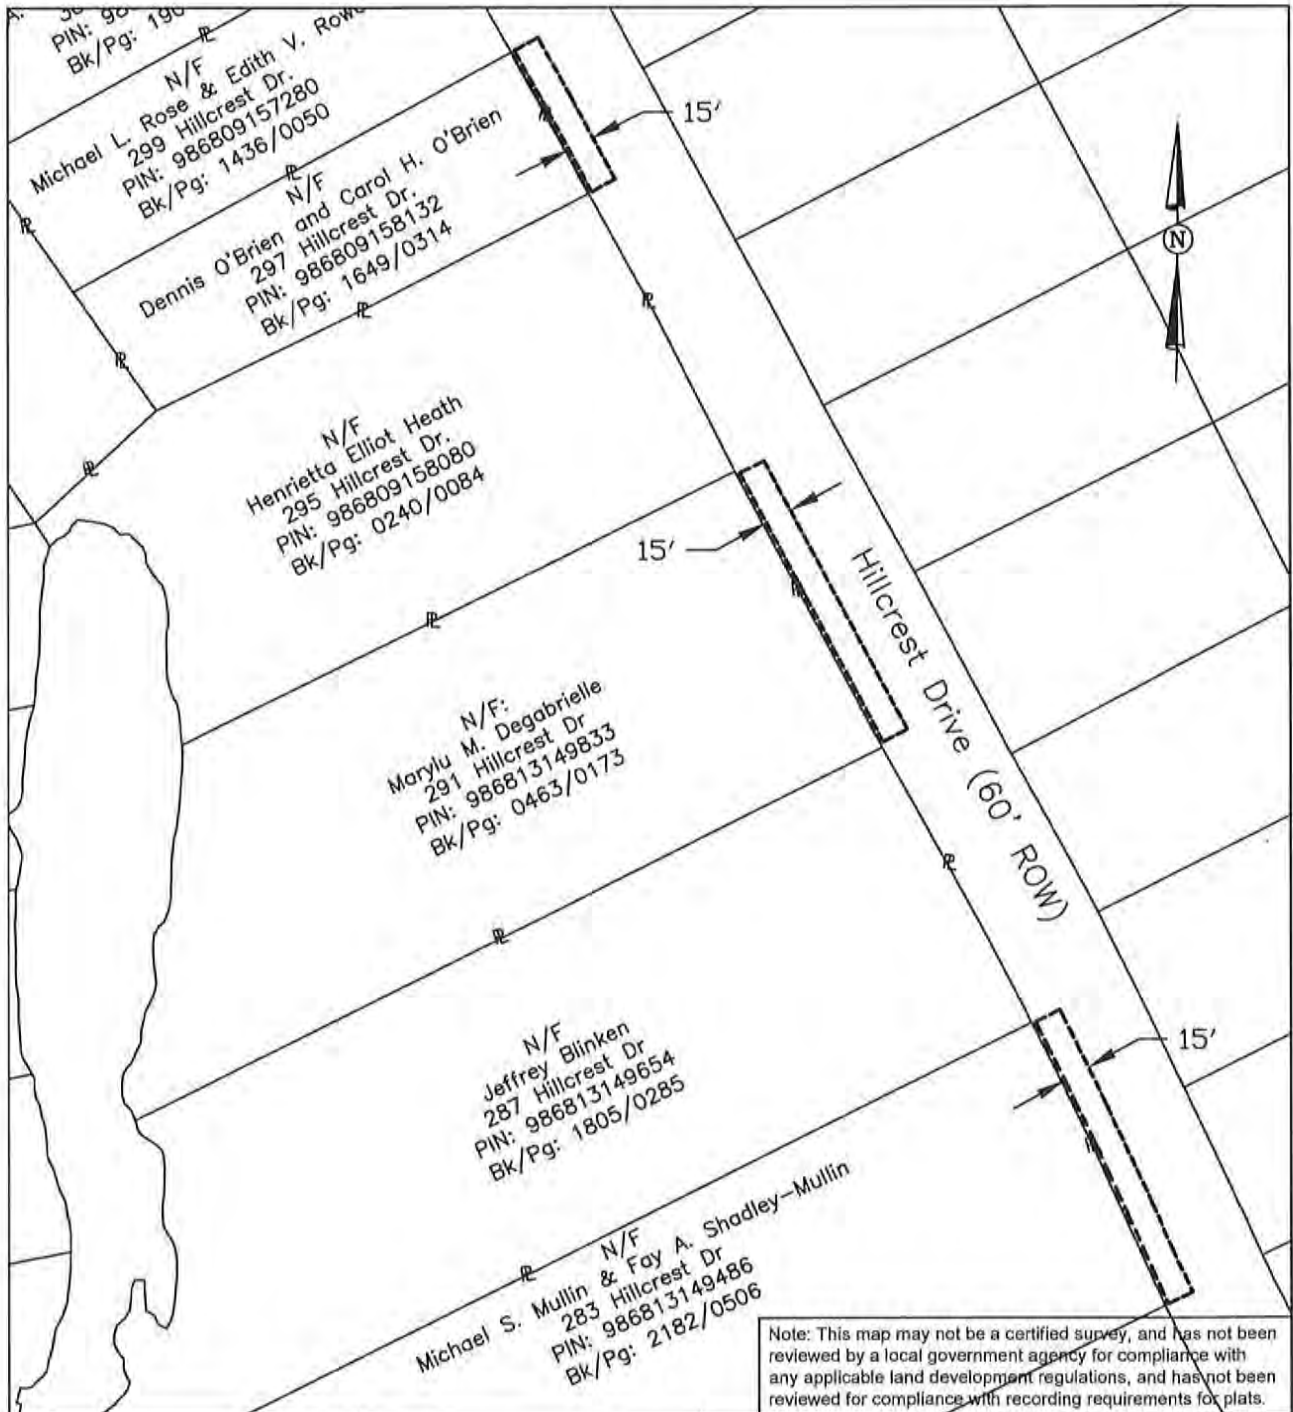 PIN: 98
Bk/Pg: 190
N/F
Michael L. Rose & Edith V. Rowe
299 Hillcrest Dr.
PIN: 986809157280
Bk/Pg: 1436/0050
N/F
Dennis O'Brien and Carol H. O'Brien
297 Hillcrest Dr.
PIN: 986809158132
Bk/Pg: 1649/0314
15'
N
N/F
Henrietta Elliot Heath
295 Hillcrest Dr.
PIN: 986809158080
Bk/Pg: 0240/0084
15'
Hillcrest Drive (60' ROW)
N/F:
Marylu M. Degabrielle
291 Hillcrest Dr
PIN: 986813149833
Bk/Pg: 0463/0173
N/F
Jeffrey Blinken
287 Hillcrest Dr
PIN: 986813149654
Bk/Pg: 1805/0285
15'
N/F
Michael S. Mullin & Fay A. Shadley-Mullin
283 Hillcrest Dr
PIN: 986813149486
Bk/Pg: 2182/0506
Note: This map may not be a certified survey, and has not been
reviewed by a local government agency for compliance with
any applicable land development regulations, and has not been
reviewed for compliance with recording requirements for plats.